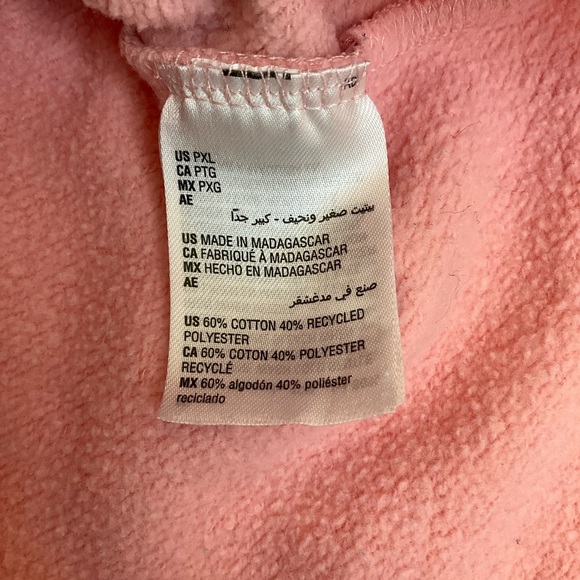 US PXL
CA PTG
MX PXG
AE
بيتيت صغير ونحيف - كبير جدًا
US MADE IN MADAGASCAR
CA FABRIQUÉ À MADAGASCAR
MX HECHO EN MADAGASCAR
AE
صنع في مدغشقر
US 60% COTTON 40% RECYCLED
POLYESTER
CA 60% COTON 40% POLYESTER
RECYCLÉ
MX 60% algodón 40% poliéster
reciclado